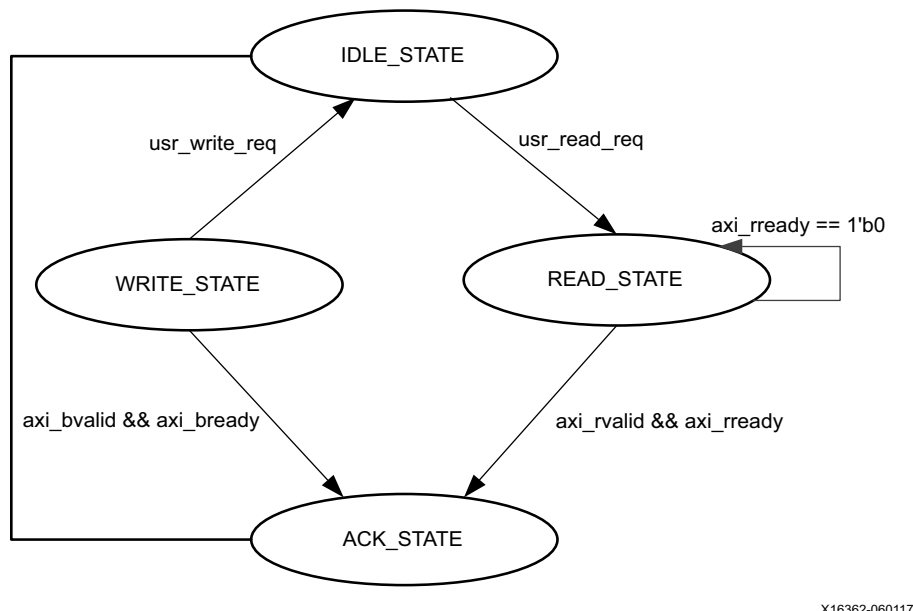 IDLE_STATE
usr_write_req
usr_read_req
axi_rready == 1'b0
WRITE_STATE
READ_STATE
axi_bvalid && axi_bready
axi_rvalid && axi_rready
ACK_STATE
X16362-060117